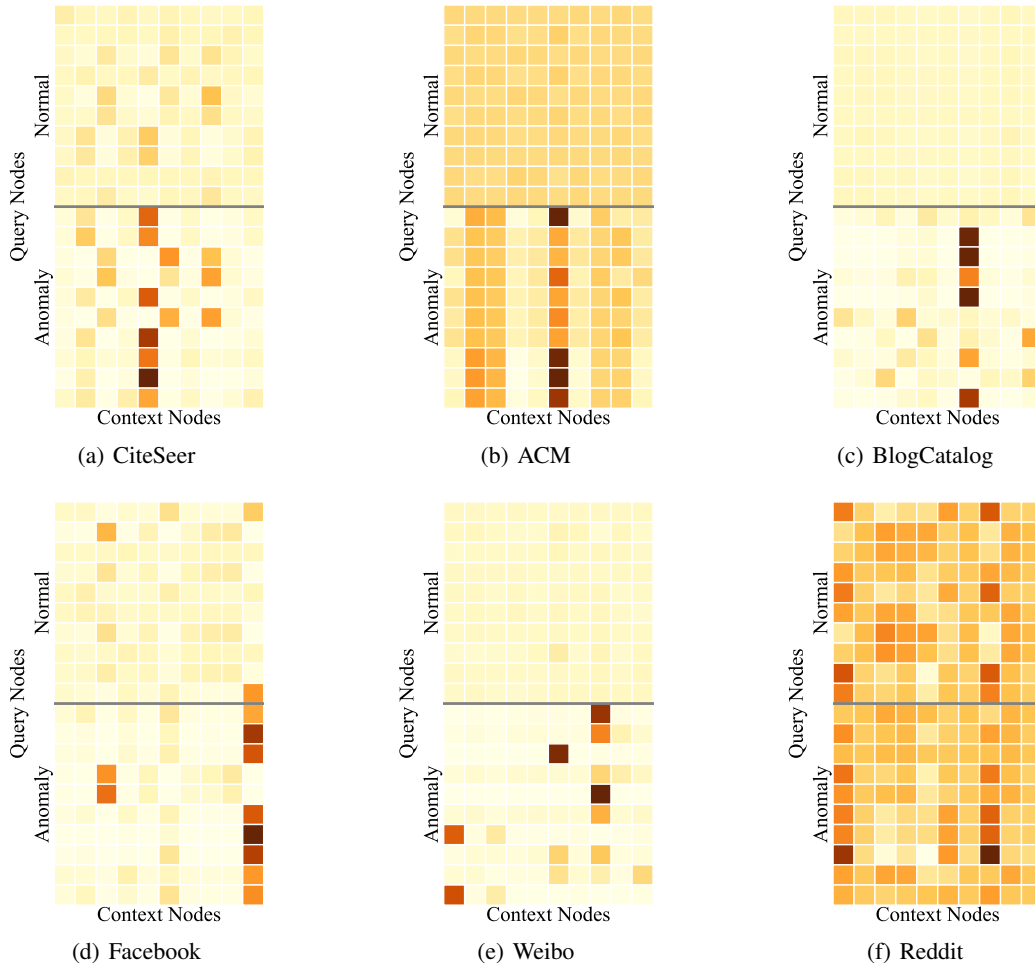 Query Nodes
Normal
Anomaly
Context Nodes
(a) CiteSeer
Query Nodes
Normal
Anomaly
Context Nodes
(b) ACM
Query Nodes
Normal
Anomaly
Context Nodes
(c) BlogCatalog
Query Nodes
Normal
Anomaly
Context Nodes
(d) Facebook
Query Nodes
Normal
Anomaly
Context Nodes
(e) Weibo
Query Nodes
Normal
Anomaly
Context Nodes
(f) Reddit